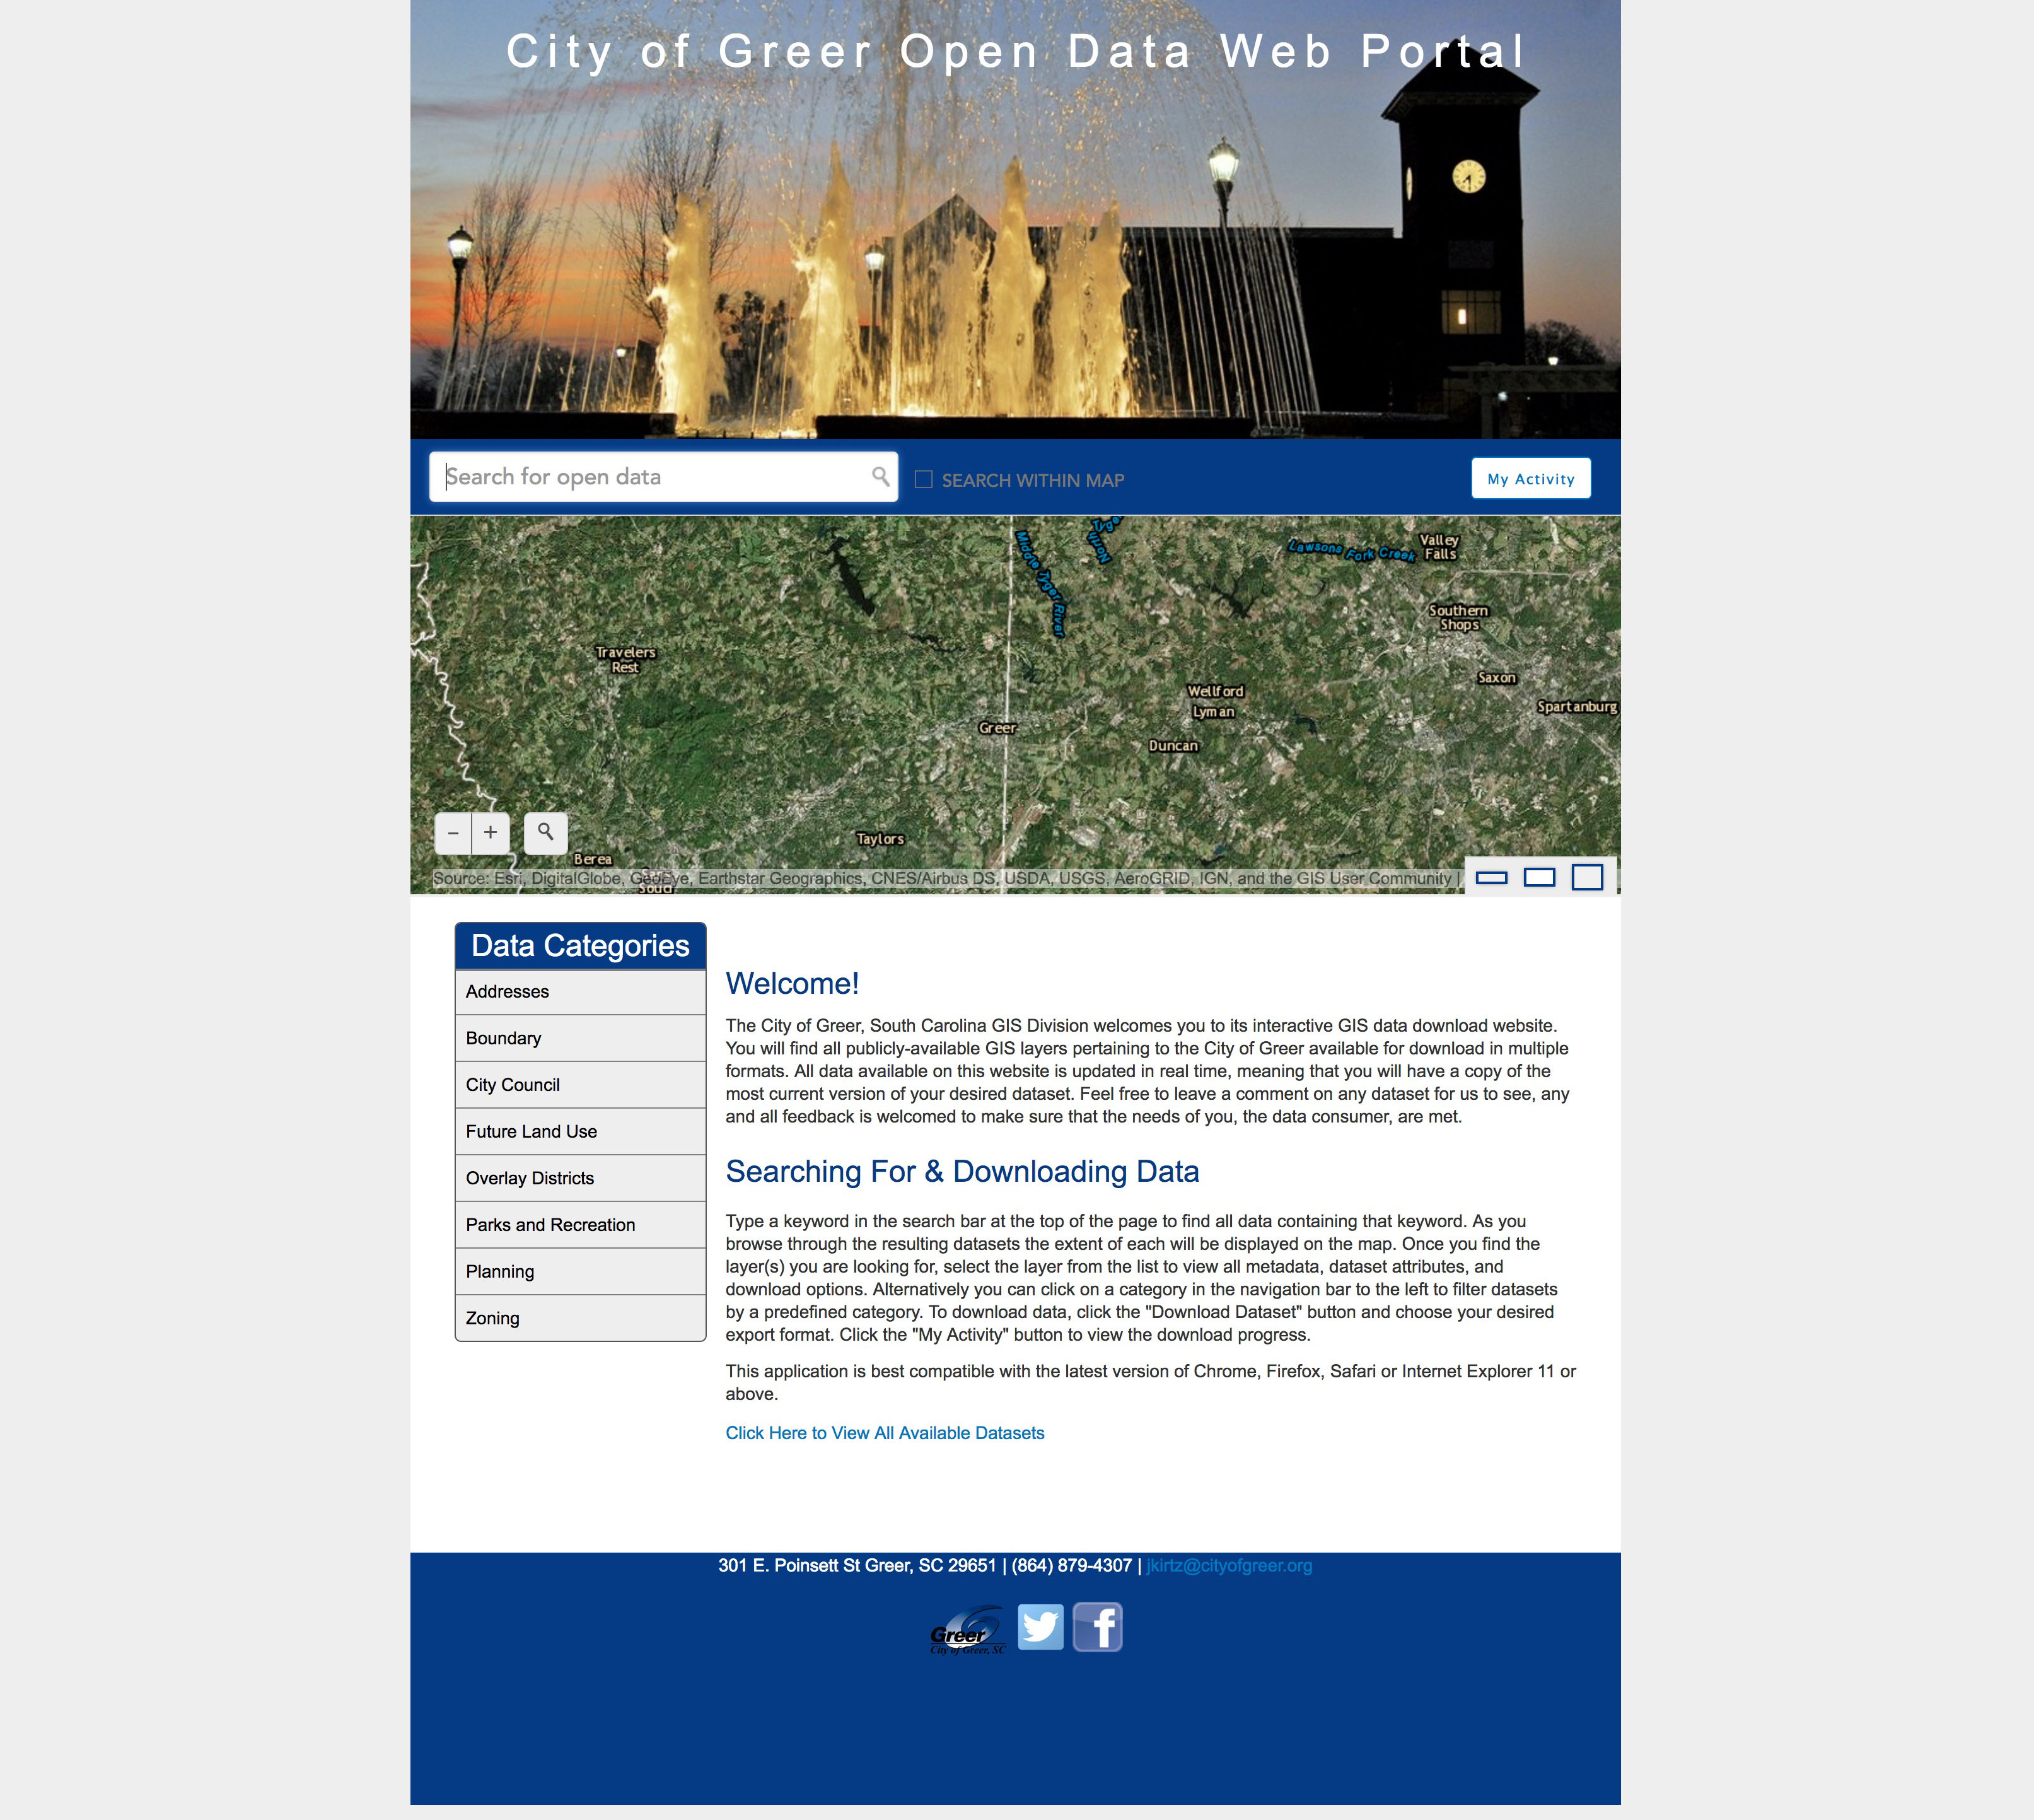 City of Greer Open Data Web Portal
Search for open data
SEARCH WITHIN MAP
My Activity
Middle Tyger River
North Tyge
Lawsons Fork Creek
Valley
Falls
Southern
Shops
Travelers
Rest
Saxon
Wellford
Spartanburg
Lyman
Greer
Duncan
Taylors
Berea
Source: Esri, DigitalGlobe, GeoEye, Earthstar Geographics, CNES/Airbus DS, USDA, USGS, AeroGRID, IGN, and the GIS User Community |
Data Categories
Addresses
Boundary
City Council
Future Land Use
Overlay Districts
Parks and Recreation
Planning
Zoning
Welcome!
The City of Greer, South Carolina GIS Division welcomes you to its interactive GIS data download website.
You will find all publicly-available GIS layers pertaining to the City of Greer available for download in multiple
formats. All data available on this website is updated in real time, meaning that you will have a copy of the
most current version of your desired dataset. Feel free to leave a comment on any dataset for us to see, any
and all feedback is welcomed to make sure that the needs of you, the data consumer, are met.
Searching For & Downloading Data
Type a keyword in the search bar at the top of the page to find all data containing that keyword. As you
browse through the resulting datasets the extent of each will be displayed on the map. Once you find the
layer(s) you are looking for, select the layer from the list to view all metadata, dataset attributes, and
download options. Alternatively you can click on a category in the navigation bar to the left to filter datasets
by a predefined category. To download data, click the "Download Dataset" button and choose your desired
export format. Click the "My Activity" button to view the download progress.
This application is best compatible with the latest version of Chrome, Firefox, Safari or Internet Explorer 11 or
above.
Click Here to View All Available Datasets
301 E. Poinsett St Greer, SC 29651 | (864) 879-4307 | jkirtz@cityofgreer.org
Greer
City of Greer, SC